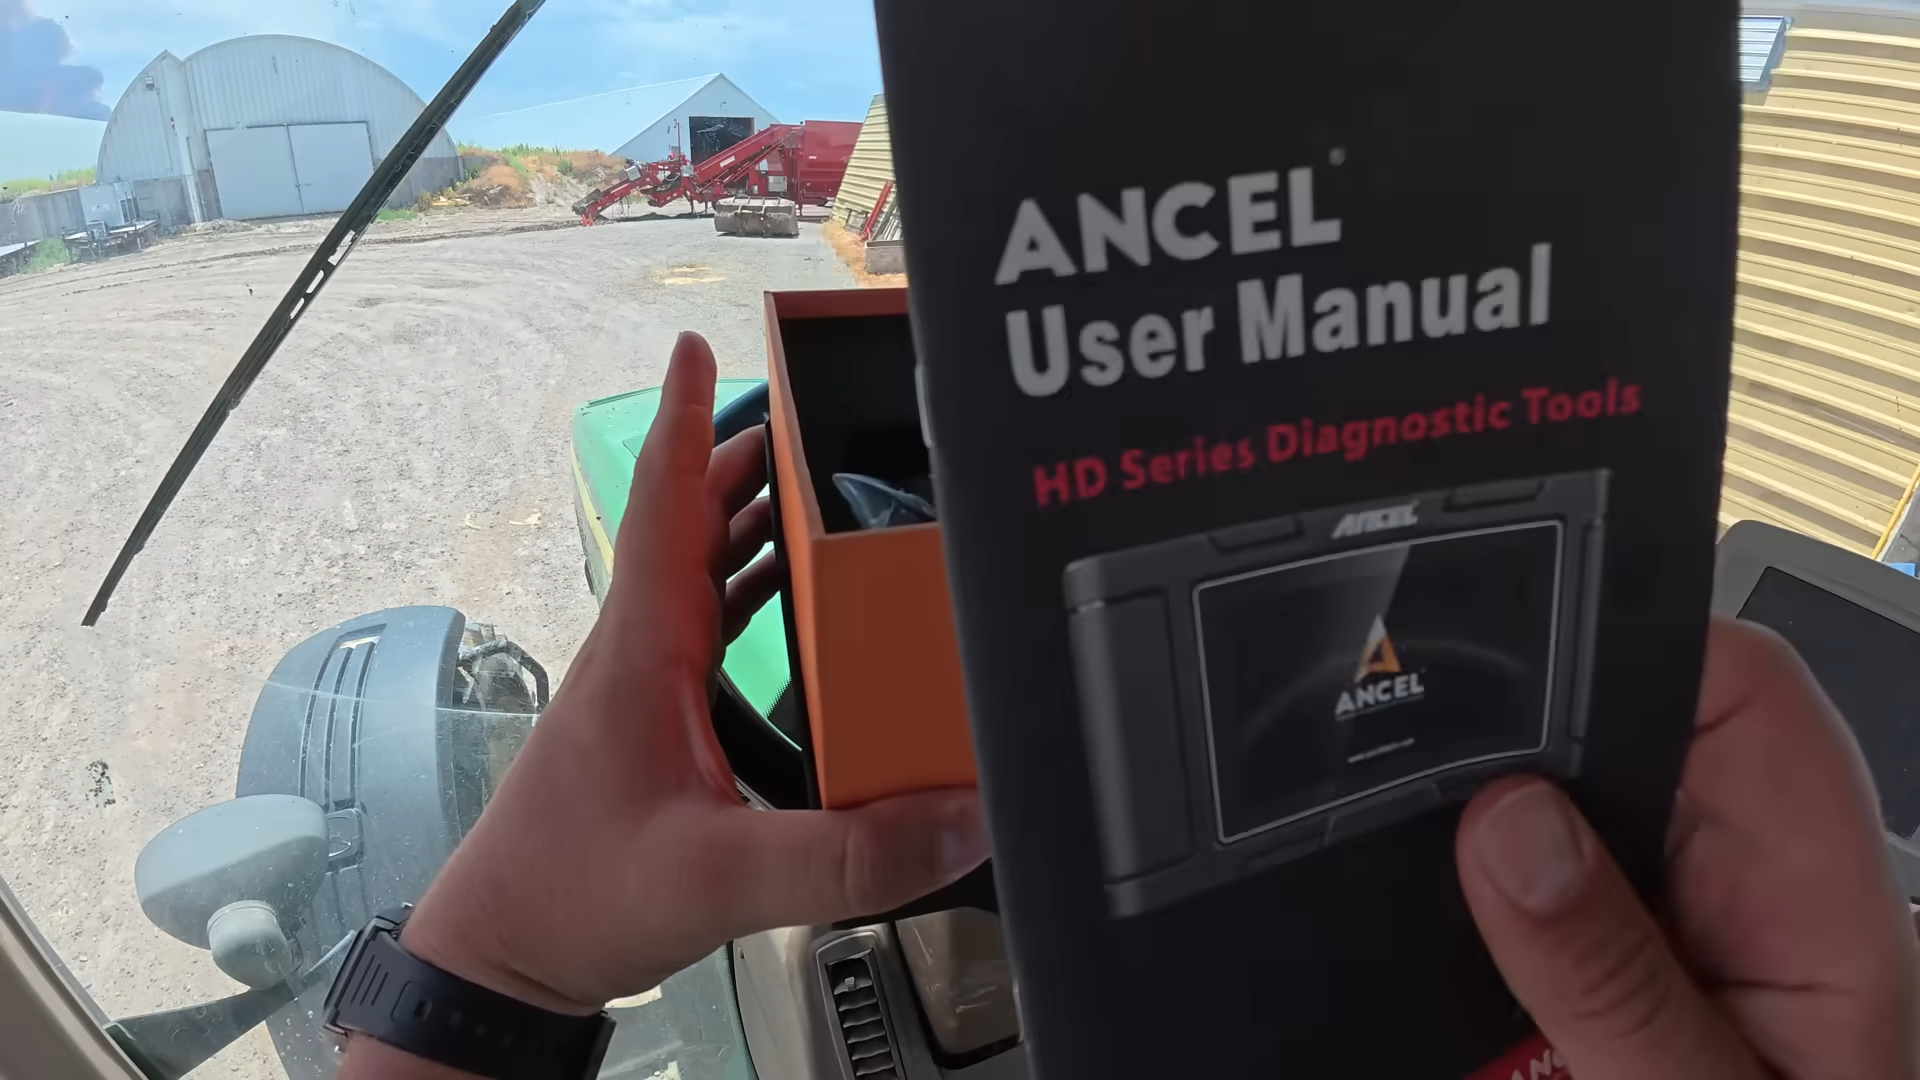 ANCEL®
User Manual
HD Series Diagnostic Tools
ANCEL
ANCEL